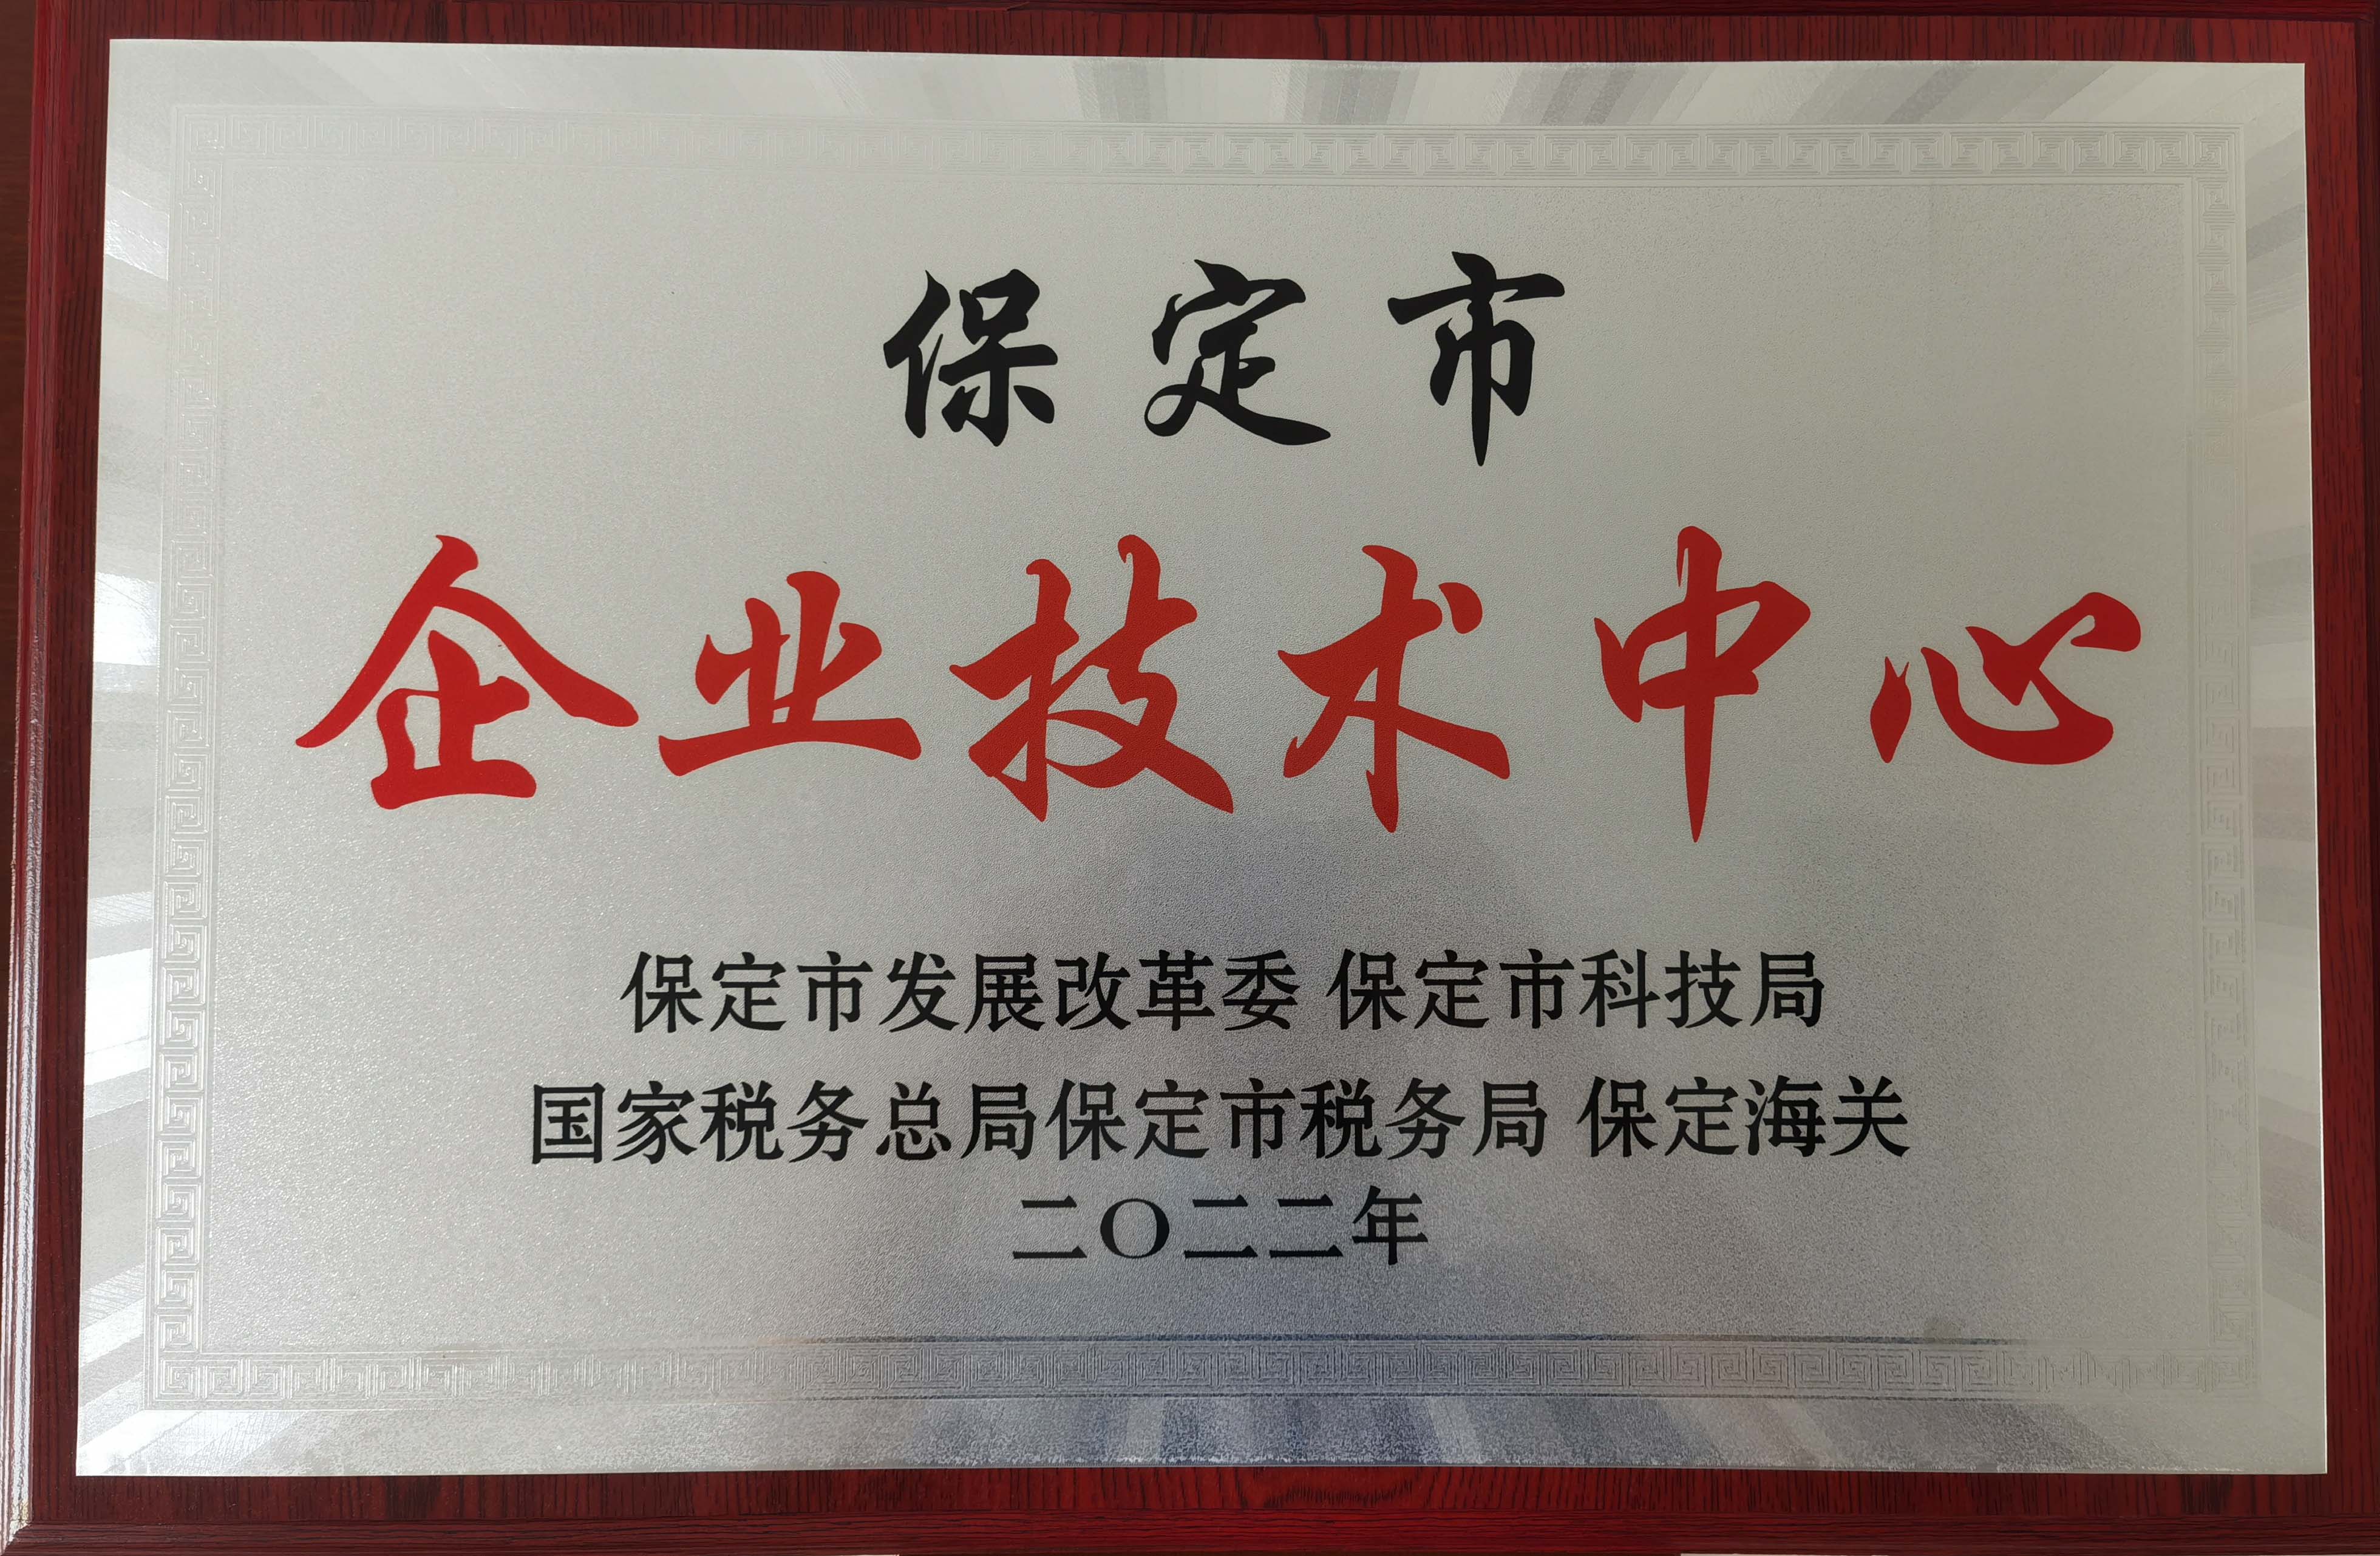 保定市
企业技术中心
保定市发展改革委 保定市科技局
国家税务总局保定市税务局 保定海关
二〇二二年